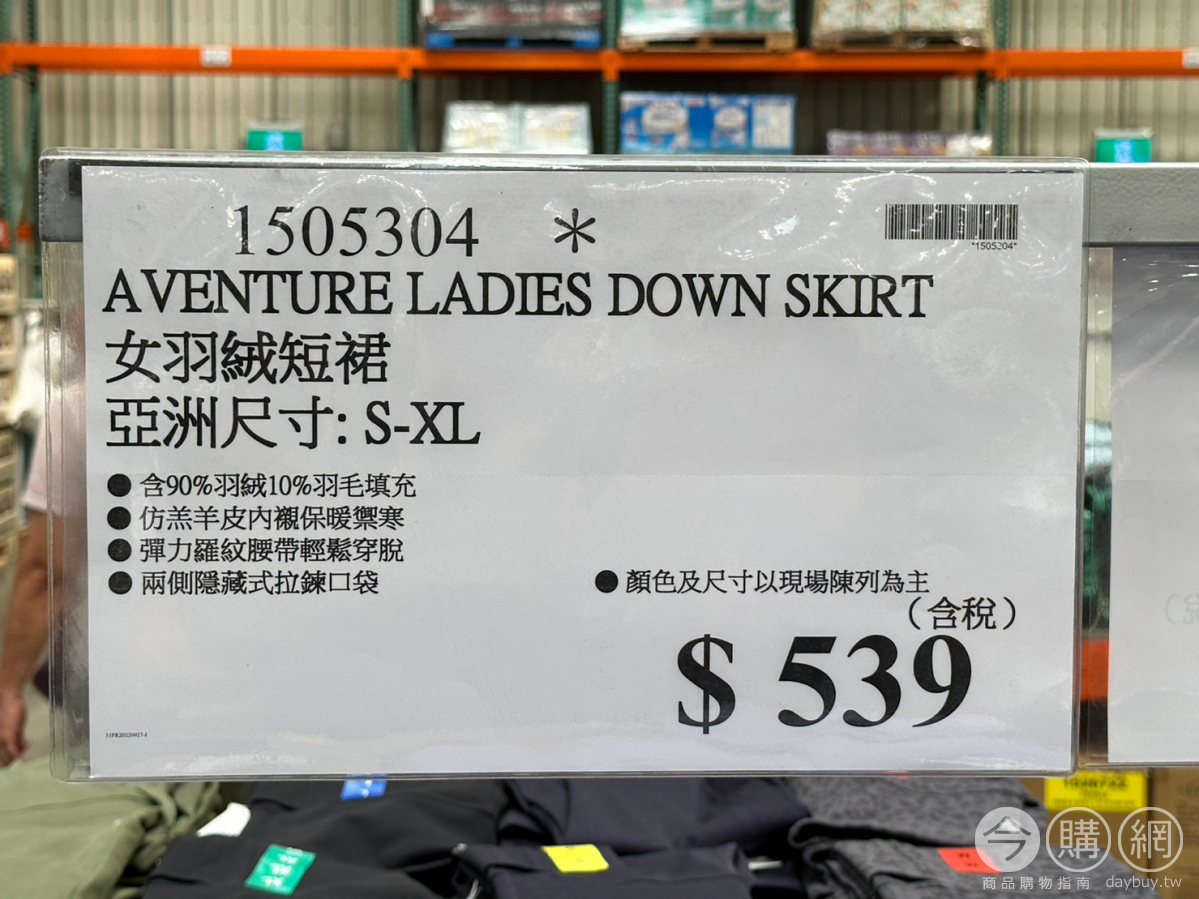 1505304 *
*1505304*
AVENTURE LADIES DOWN SKIRT
女羽絨短裙
亞洲尺寸: S-XL
● 含90%羽絨10%羽毛填充
● 仿羔羊皮內襯保暖禦寒
● 彈力羅紋腰帶輕鬆穿脫
● 兩側隱藏式拉鍊口袋
● 顏色及尺寸以現場陳列為主
（含稅）
$ 539
今購網
商品購物指南 daybuy.tw